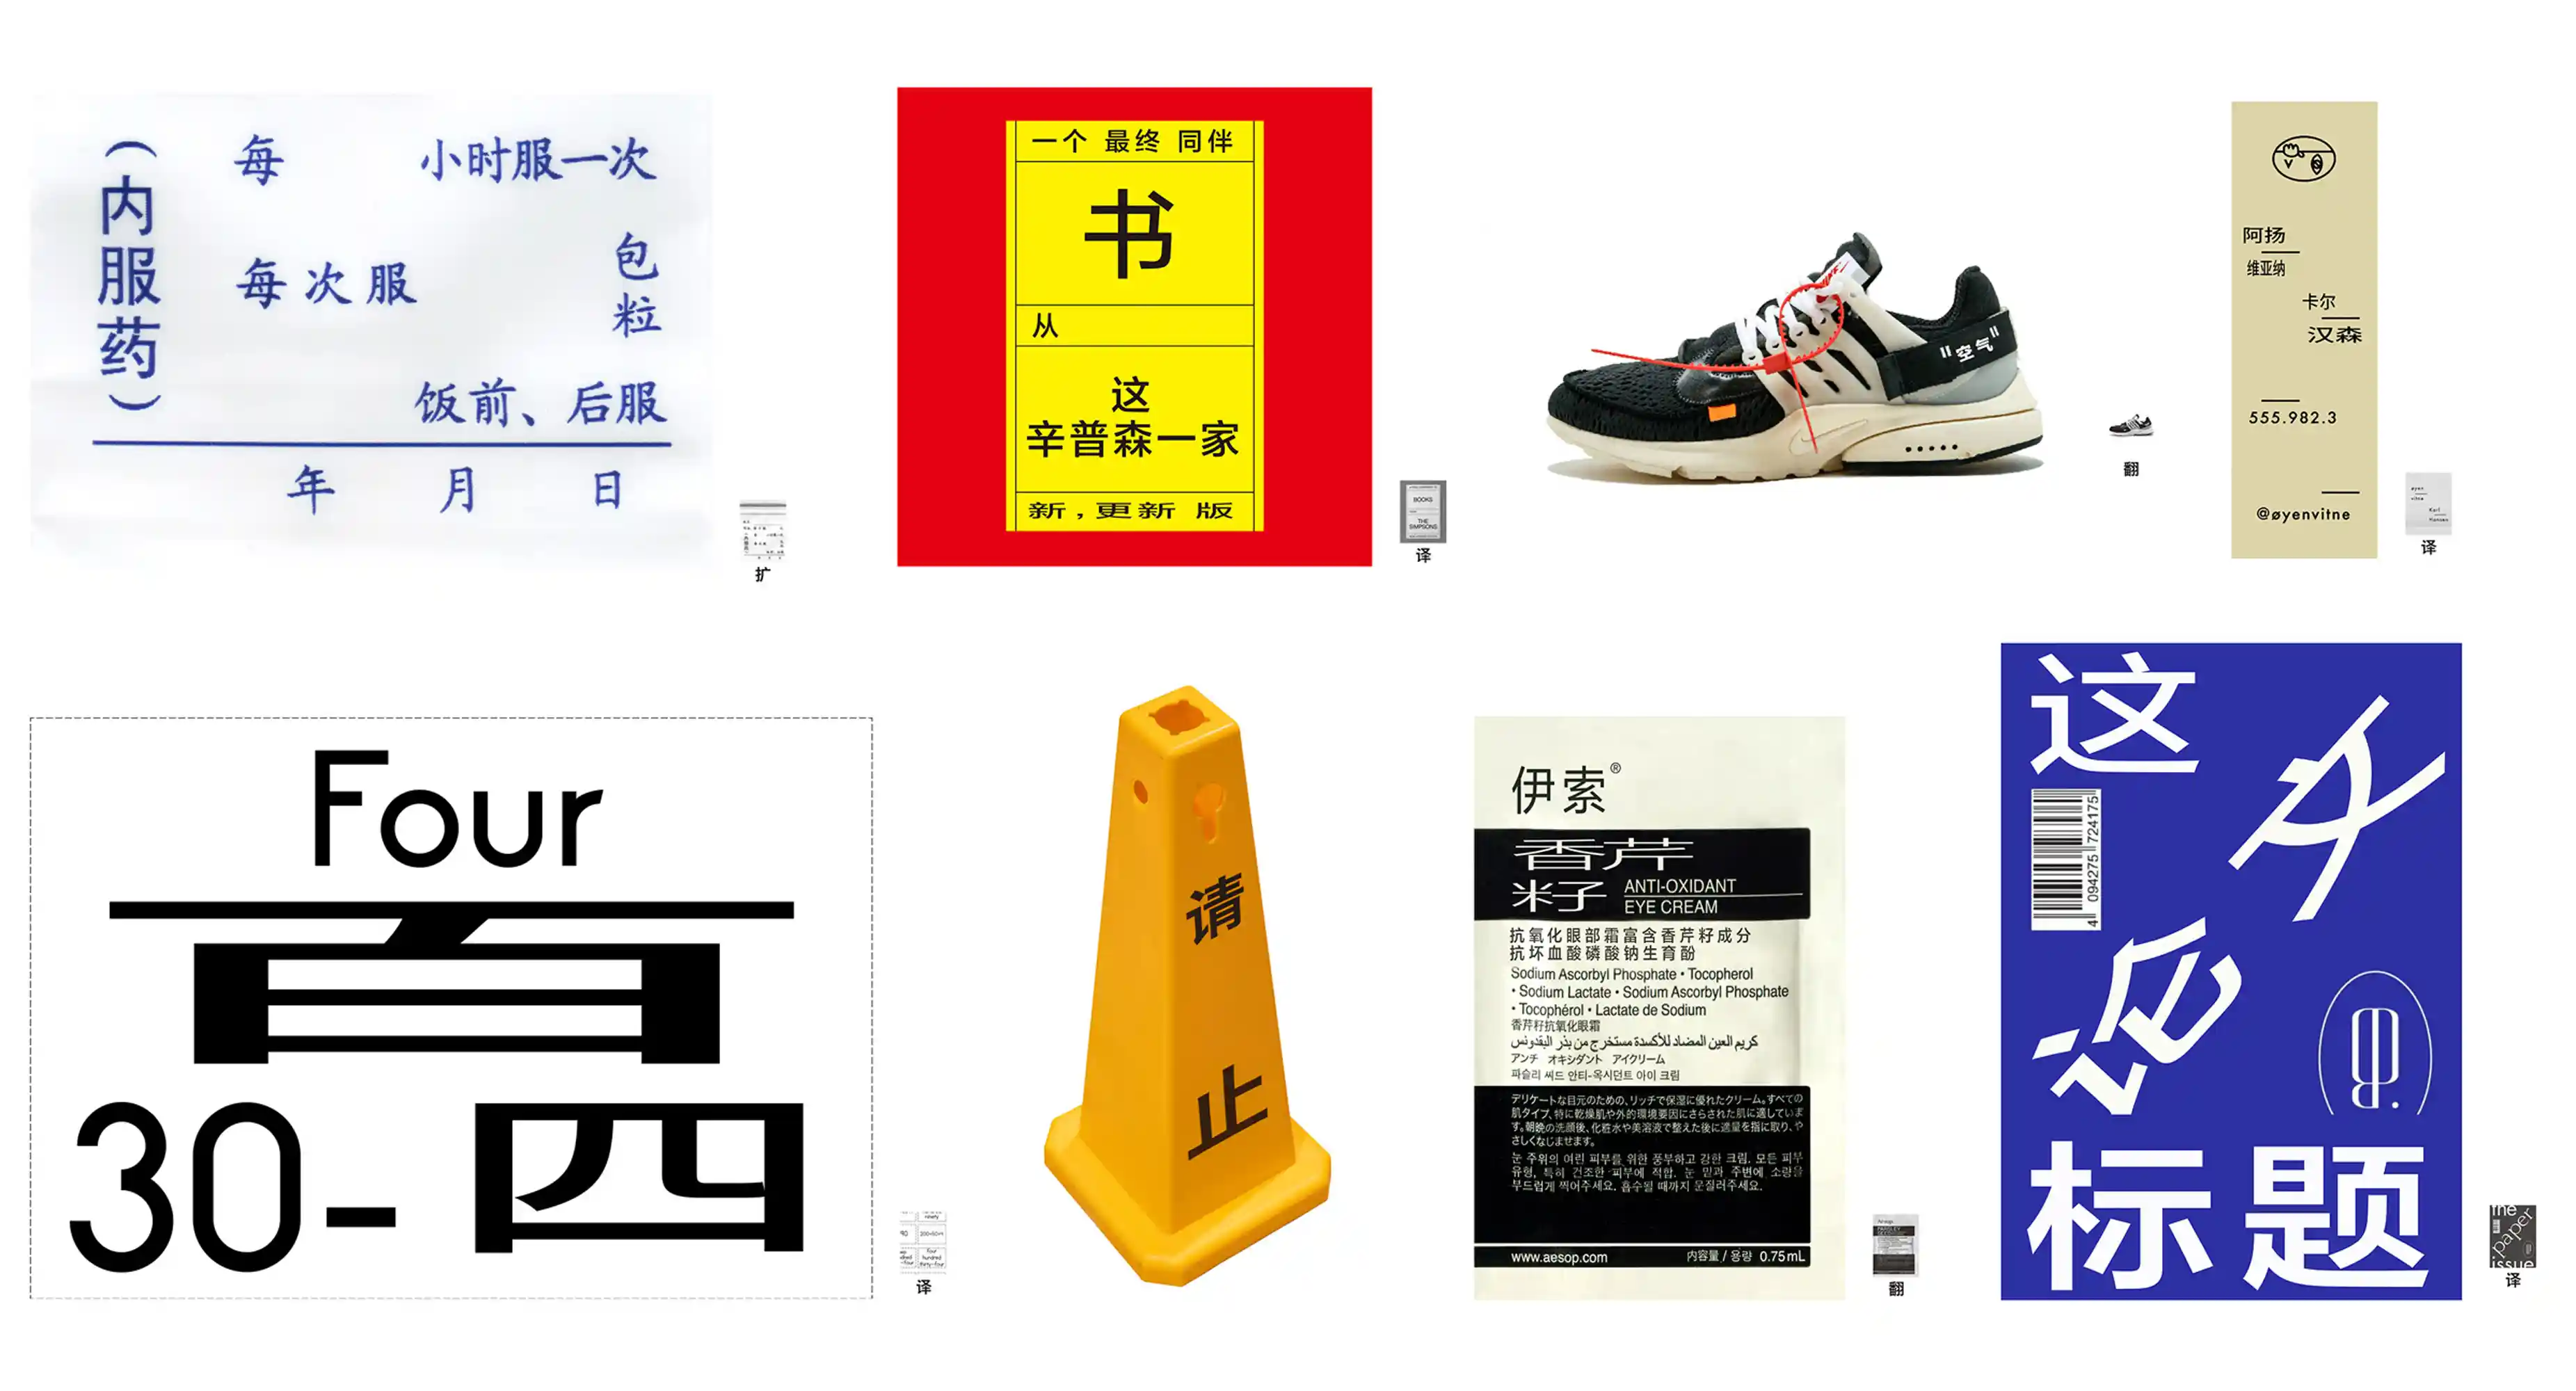 （内服药）
每 小时服一次
每次服 包
粒
饭前、后服
年 月 日
扩
一个 最终 同伴
书
从
这
辛普森一家
新，更新 版
BOOKS
THE
SIMPSONS
译
"空气"
翻
阿扬
维亚纳
卡尔
汉森
555.982.3
@øyenvitne
øyen
vitne
Karl
Hansen
译
Four
30-四
译
请
止
伊索®
香芹
籽 ANTI-OXIDANT
EYE CREAM
抗氧化眼部霜富含香芹籽成分
抗坏血酸磷酸钠生育酚
Sodium Ascorbyl Phosphate • Tocopherol
• Sodium Lactate • Sodium Ascorbyl Phosphate
• Tocophérol • Lactate de Sodium
香芹籽抗氧化眼霜
كريم العين المضاد للأكسدة مستخرج من بذر البقدونس
アンチ オキシダント アイクリーム
파슬리 씨드 안티-옥시던트 아이 크림
デリケートな目元のための、リッチで保湿に優れたクリーム。すべての
肌タイプ、特に乾燥肌や外的環境要因にさらされた肌に適していま
す。朝晩の洗顔後、化粧水や美溶液で整えた後に適量を指に取り、や
さしくなじませます。
눈 주위의 여린 피부를 위한 풍부하고 강한 크림. 모든 피부
유형, 특히 건조한 피부에 적합. 눈 밑과 주변에 소량을
부드럽게 찍어주세요. 흡수될 때까지 문질러주세요.
www.aesop.com 内容量 / 용량 0.75mL
翻
这
文
论
标题
4 094275 724175
the
paper
issue
译